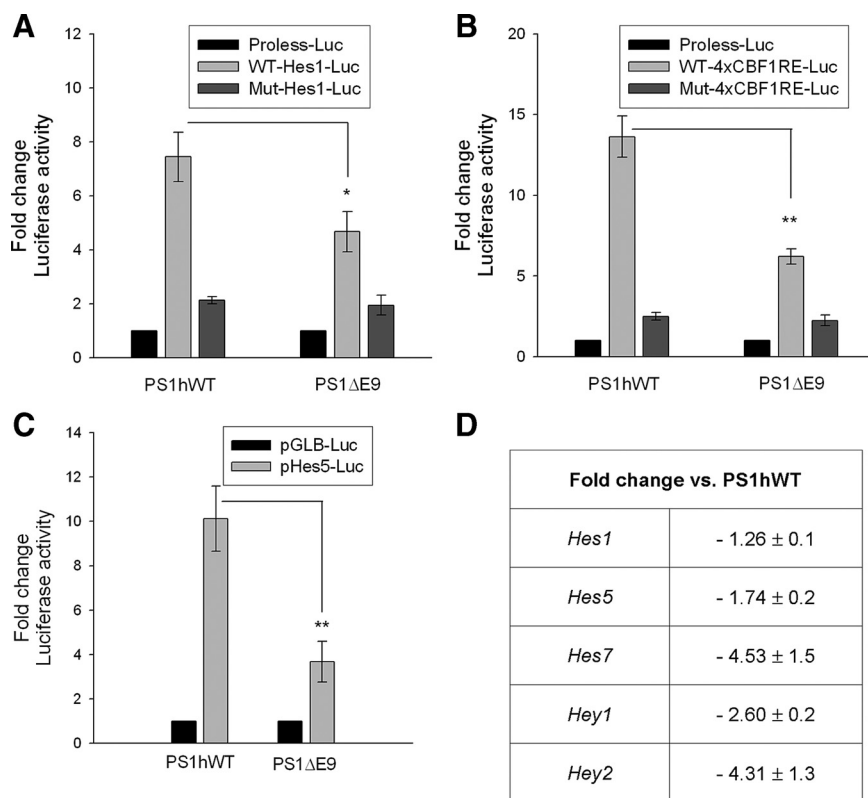 A
Fold change
Luciferase activity
12
10
8
6
4
2
0
Proless-Luc
WT-Hes1-Luc
Mut-Hes1-Luc
*
PS1hWT
PS1ΔE9
B
Fold change
Luciferase activity
20
15
10
5
0
Proless-Luc
WT-4xCBF1RE-Luc
Mut-4xCBF1RE-Luc
**
PS1hWT
PS1ΔE9
C
Fold change
Luciferase activity
14
12
10
8
6
4
2
0
pGLB-Luc
pHes5-Luc
**
PS1hWT
PS1ΔE9
D
Fold change vs. PS1hWT
Hes1 - 1.26 ± 0.1
Hes5 - 1.74 ± 0.2
Hes7 - 4.53 ± 1.5
Hey1 - 2.60 ± 0.2
Hey2 - 4.31 ± 1.3